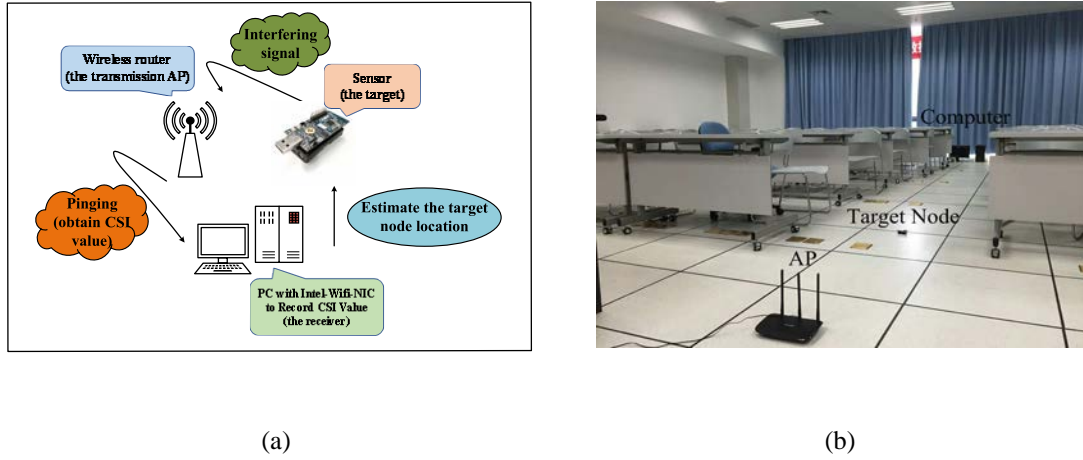 Interfering
signal
Wireless router
(the transmission AP)
Sensor
(the target)
Pinging
(obtain CSI
value)
Estimate the target
node location
PC with Intel-Wifi-NIC
to Record CSI Value
(the receiver)
Computer
Target Node
AP
(a)
(b)